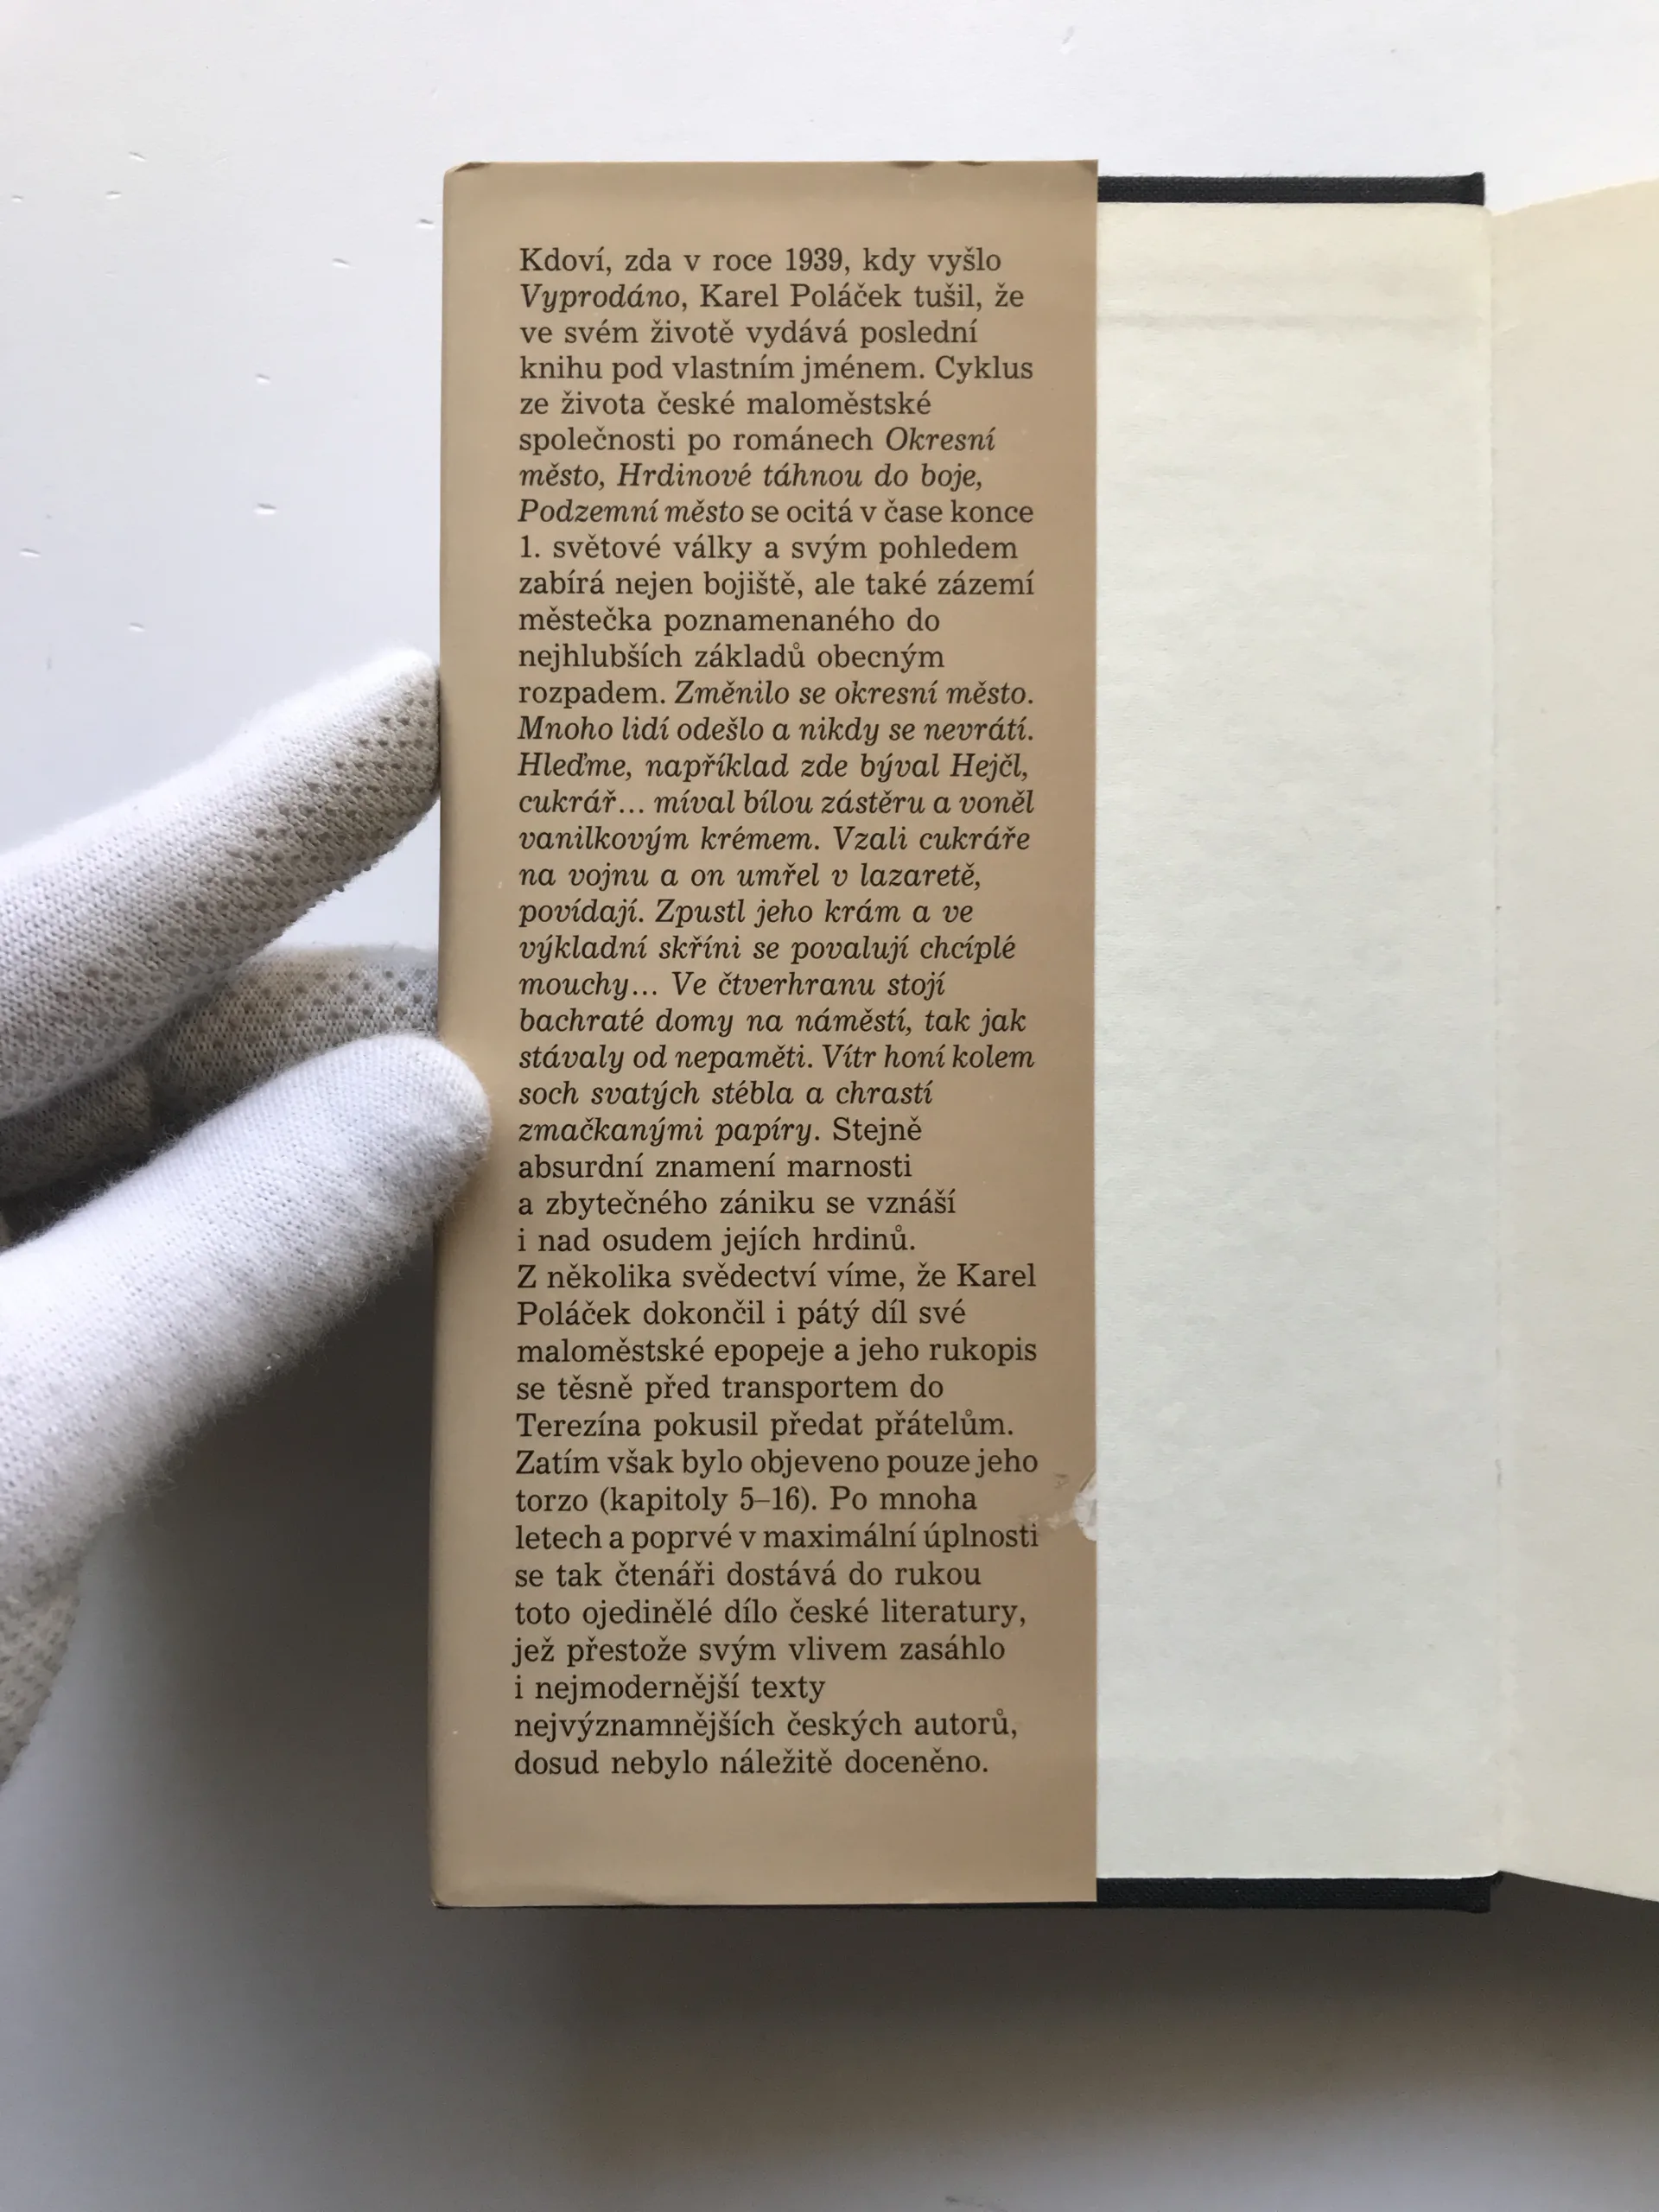 Kdoví, zda v roce 1939, kdy vyšlo
Vyprodáno, Karel Poláček tušil, že
ve svém životě vydává poslední
knihu pod vlastním jménem. Cyklus
ze života české maloměstské
společnosti po románech Okresní
město, Hrdinové táhnou do boje,
Podzemní město se ocitá v čase konce
1. světové války a svým pohledem
zabírá nejen bojiště, ale také zázemí
městečka poznamenaného do
nejhlubších základů obecným
rozpadem. Změnilo se okresní město.
Mnoho lidí odešlo a nikdy se nevrátí.
Hleďme, například zde býval Hejčl,
cukrář... míval bílou zástěru a voněl
vanilkovým krémem. Vzali cukráře
na vojnu a on umřel v lazaretě,
povídají. Zpustl jeho krám a ve
výkladní skříni se povalují chcíplé
mouchy... Ve čtverhranu stojí
bachraté domy na náměstí, tak jak
stávaly od nepaměti. Vítr honí kolem
soch svatých stébla a chrastí
zmačkanými papíry. Stejně
absurdní znamení marnosti
a zbytečného zániku se vznáší
i nad osudem jejích hrdinů.
Z několika svědectví víme, že Karel
Poláček dokončil i pátý díl své
maloměstské epopeje a jeho rukopis
se těsně před transportem do
Terezína pokusil předat přátelům.
Zatím však bylo objeveno pouze jeho
torzo (kapitoly 5–16). Po mnoha
letech a poprvé v maximální úplnosti
se tak čtenáři dostává do rukou
toto ojedinělé dílo české literatury,
jež přestože svým vlivem zasáhlo
i nejmodernější texty
nejvýznamnějších českých autorů,
dosud nebylo náležitě doceněno.